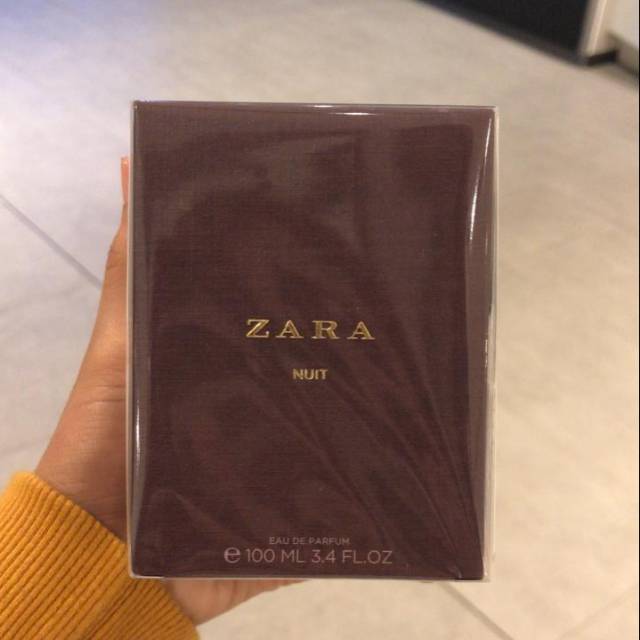 ZARA
NUIT
EAU DE PARFUM
℮ 100 ML 3.4 FL.OZ